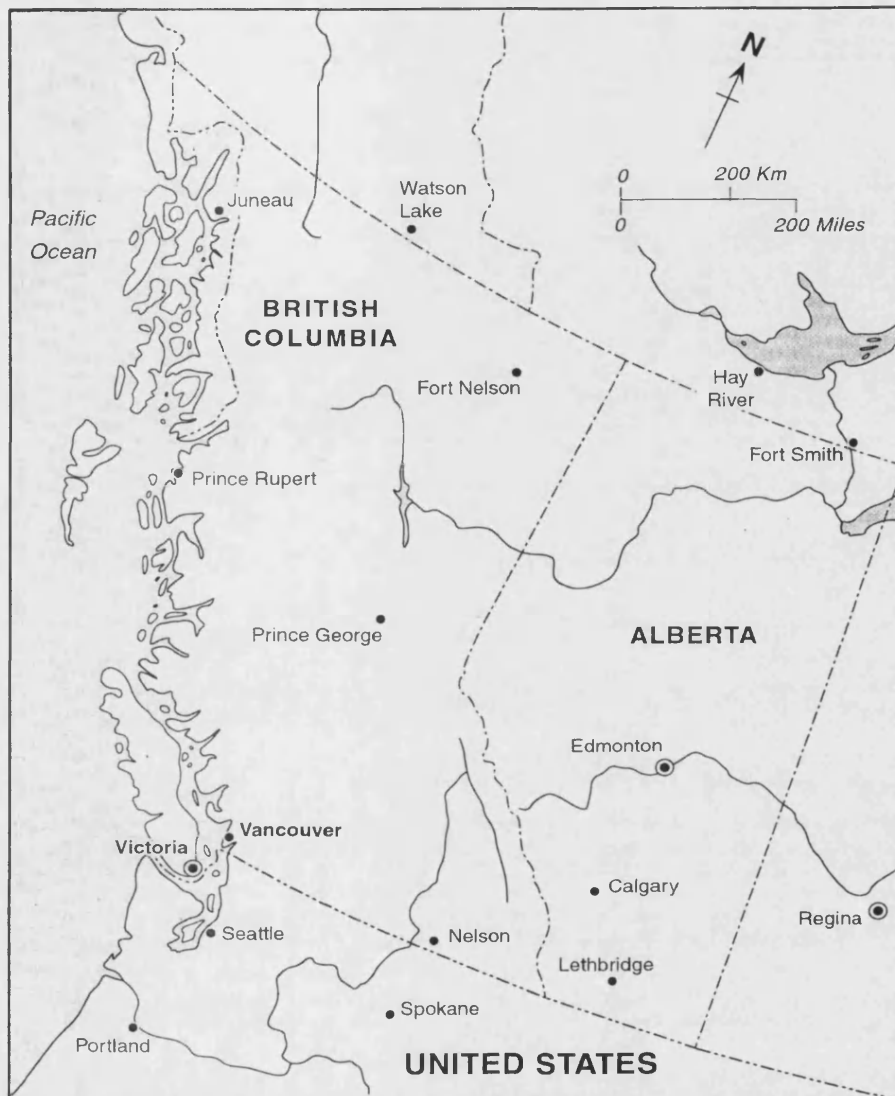 N
0 200 Km
0 200 Miles
Juneau
Watson
Lake
Pacific
Ocean
BRITISH
COLUMBIA
Fort Nelson
Hay
River
Fort Smith
Prince Rupert
Prince George
ALBERTA
Edmonton
Vancouver
Victoria
Calgary
Regina
Seattle
Nelson
Lethbridge
Spokane
Portland
UNITED STATES